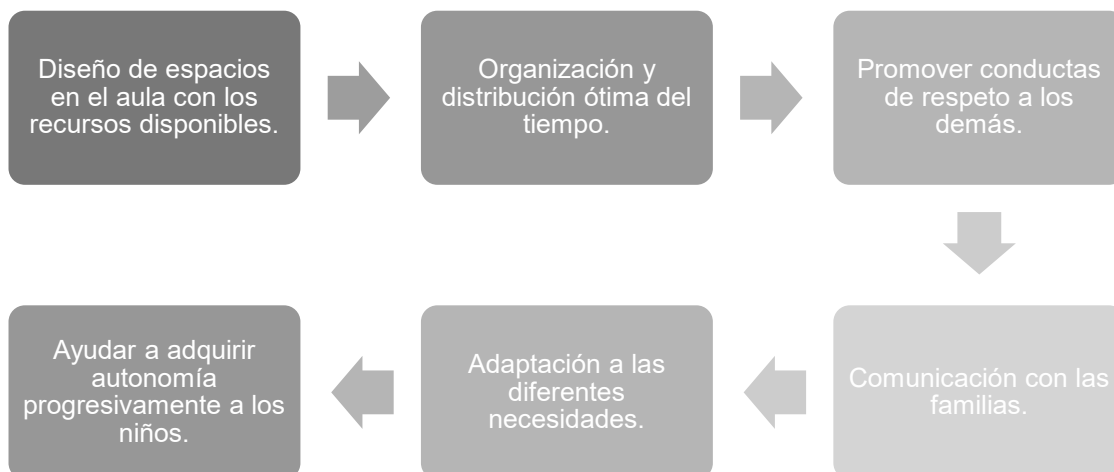 Diseño de espacios
en el aula con los
recursos disponibles.
Organización y
distribución ótima del
tiempo.
Promover conductas
de respeto a los
demás.
Comunicación con las
familias.
Adaptación a las
diferentes
necesidades.
Ayudar a adquirir
autonomía
progresivamente a los
niños.